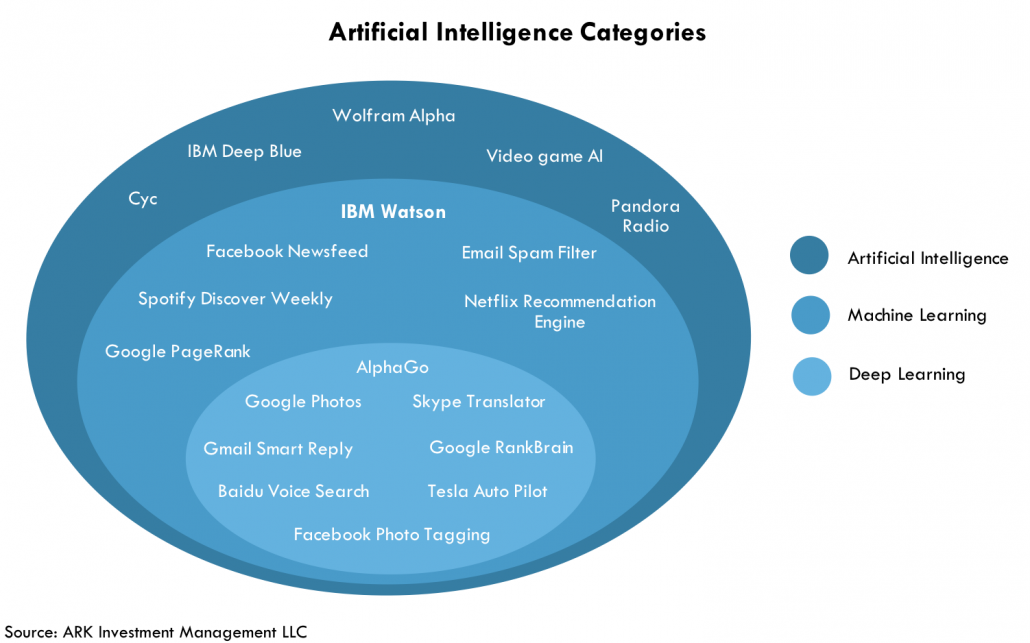 Artificial Intelligence Categories
Wolfram Alpha
IBM Deep Blue
Video game AI
Cyc
Pandora
Radio
IBM Watson
Facebook Newsfeed
Email Spam Filter
Spotify Discover Weekly
Netflix Recommendation
Engine
Google PageRank
AlphaGo
Google Photos
Skype Translator
Gmail Smart Reply
Google RankBrain
Baidu Voice Search
Tesla Auto Pilot
Facebook Photo Tagging
Artificial Intelligence
Machine Learning
Deep Learning
Source: ARK Investment Management LLC